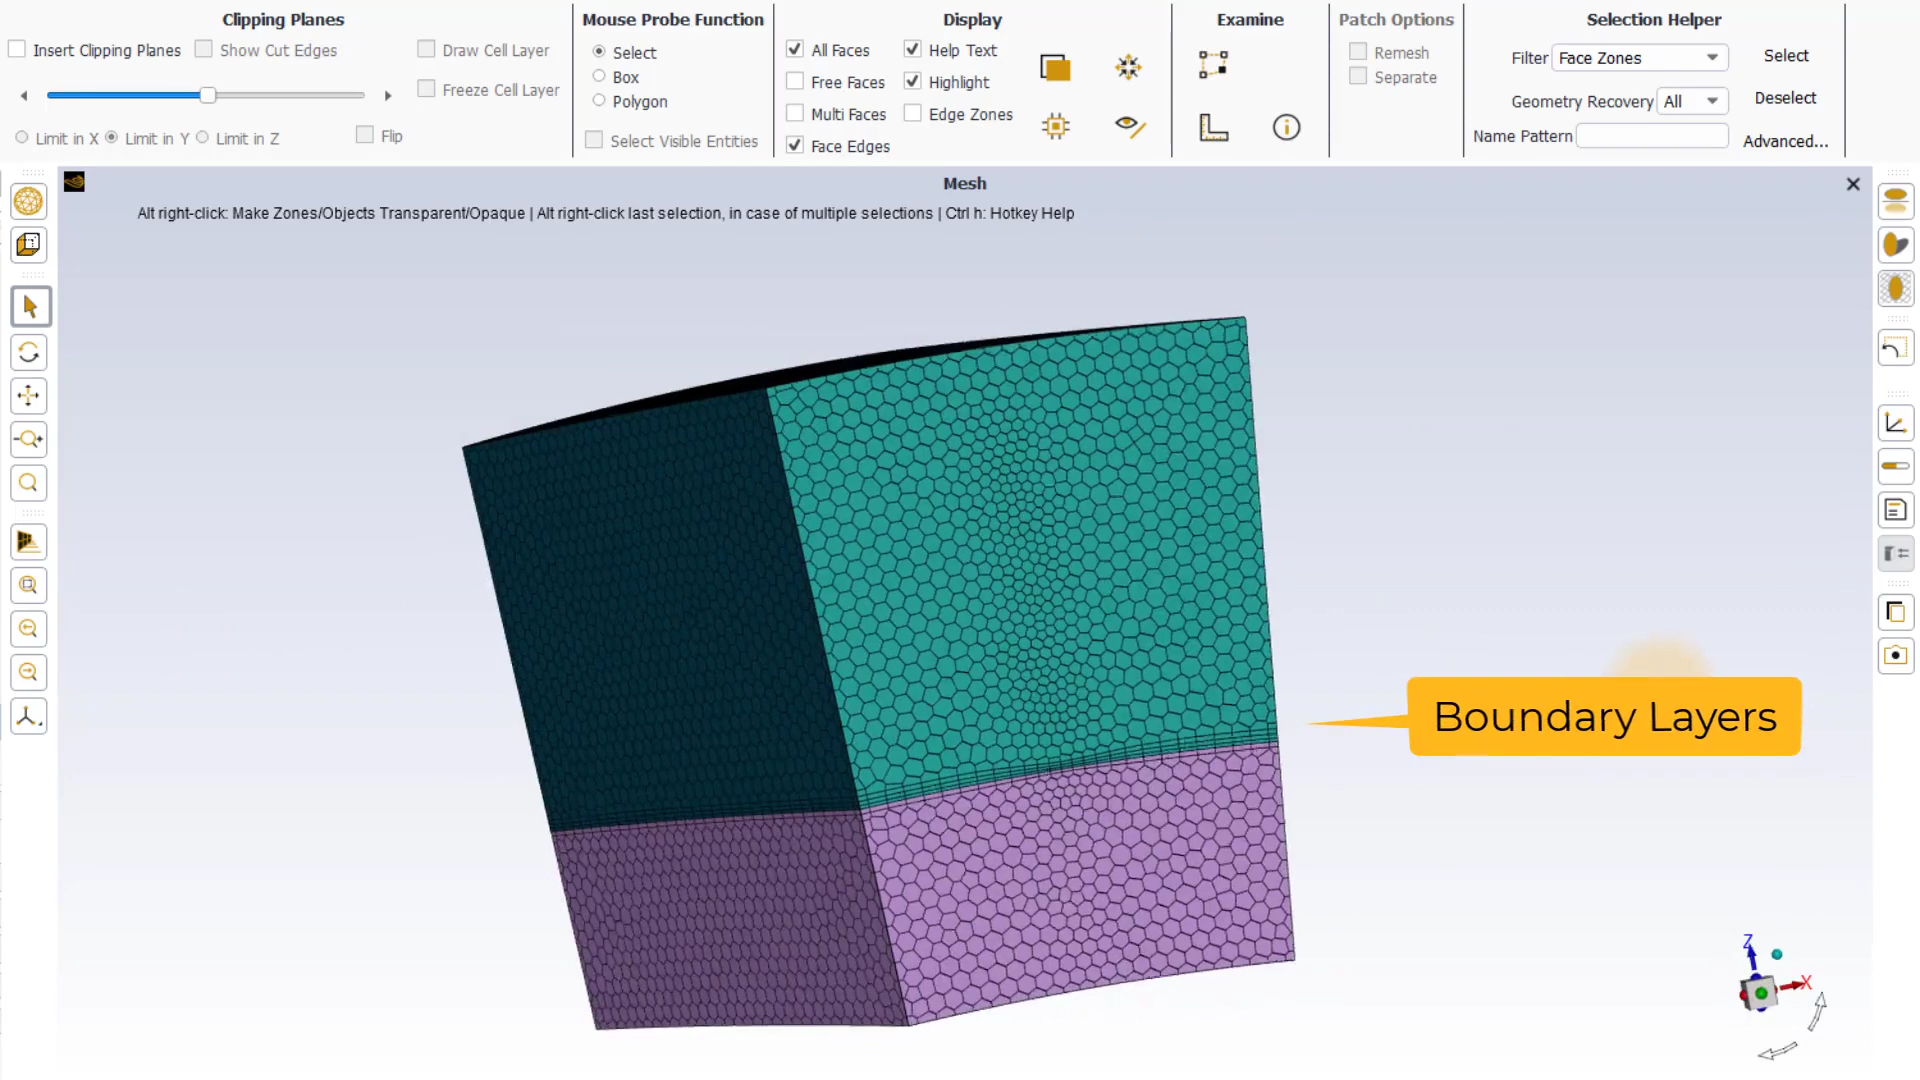 Clipping Planes
Insert Clipping Planes
Show Cut Edges
Draw Cell Layer
Freeze Cell Layer
Limit in X
Limit in Y
Limit in Z
Flip
Mouse Probe Function
Select
Box
Polygon
Select Visible Entities
Display
All Faces
Help Text
Free Faces
Highlight
Multi Faces
Edge Zones
Face Edges
Examine
Patch Options
Remesh
Separate
Selection Helper
Filter
Face Zones
Select
Geometry Recovery
All
Deselect
Name Pattern
Advanced...
Mesh
Alt right-click: Make Zones/Objects Transparent/Opaque | Alt right-click last selection, in case of multiple selections | Ctrl h: Hotkey Help
Boundary Layers
Z
X